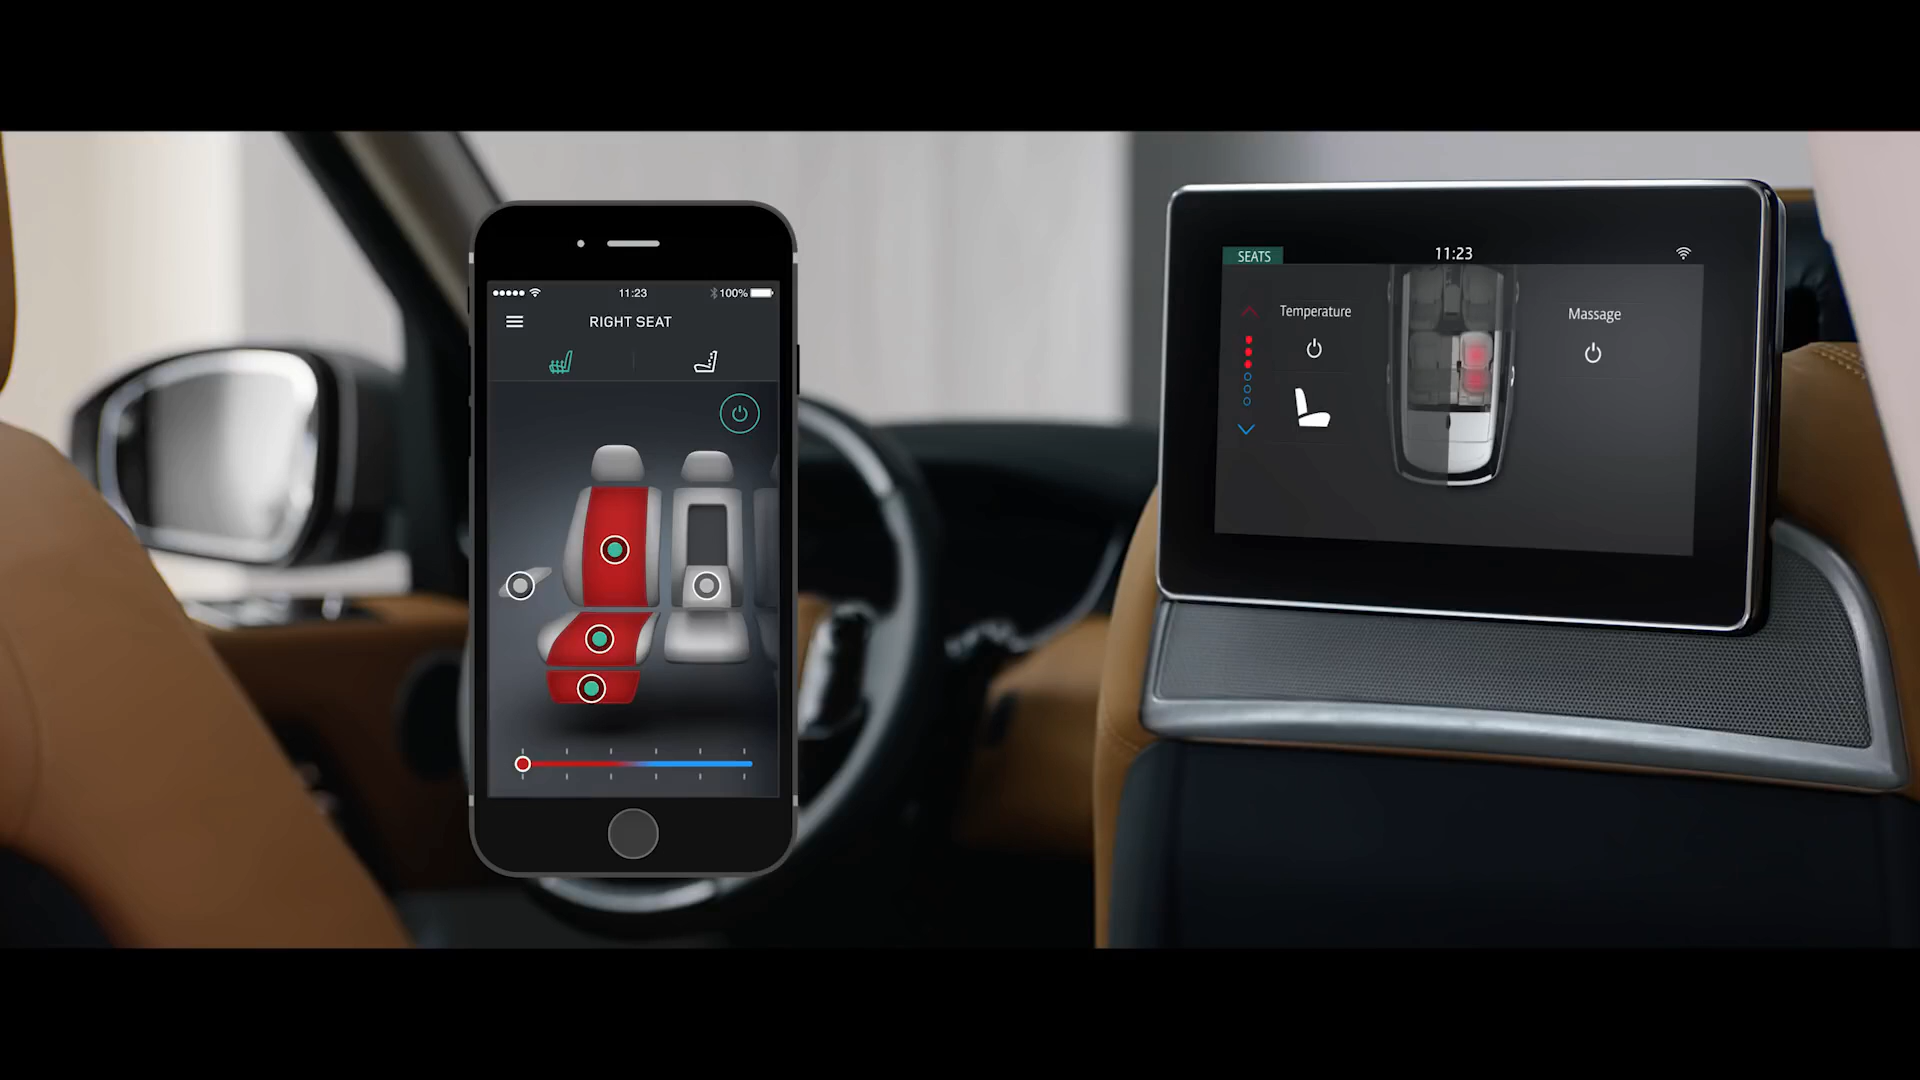 11:23
100%
RIGHT SEAT
SEATS
11:23
Temperature
Massage